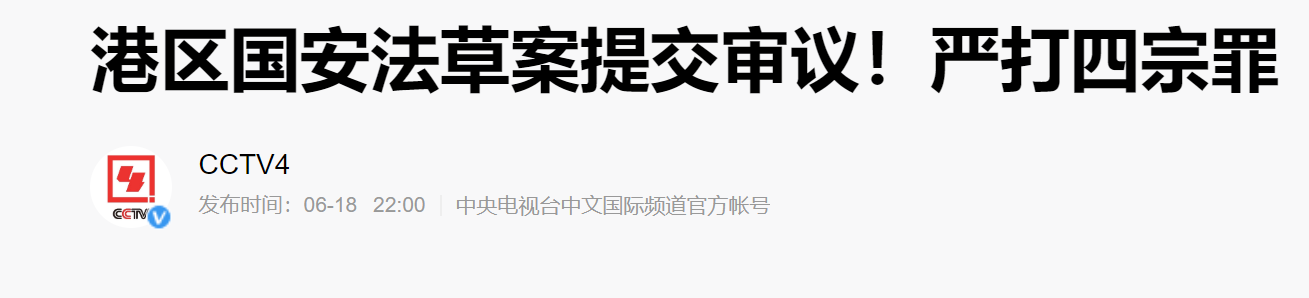 港区国安法草案提交审议！严打四宗罪
CCTV4
CCTV
发布时间：06-18 22:00 中央电视台中文国际频道官方帐号